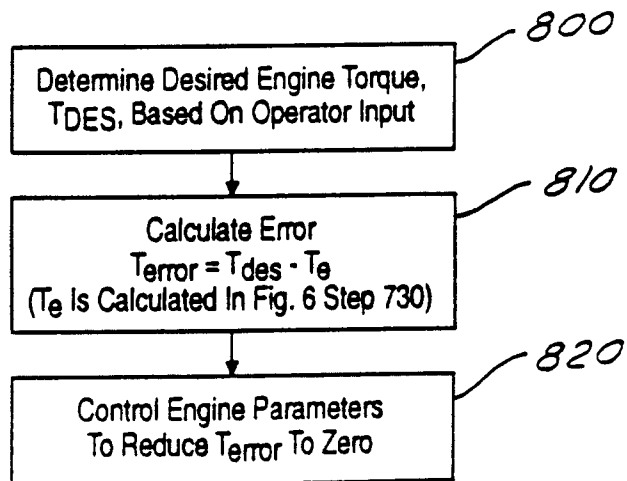 800
Determine Desired Engine Torque,
TDES, Based On Operator Input
810
Calculate Error
Terror = Tdes - Te
(Te Is Calculated In Fig. 6 Step 730)
820
Control Engine Parameters
To Reduce Terror To Zero